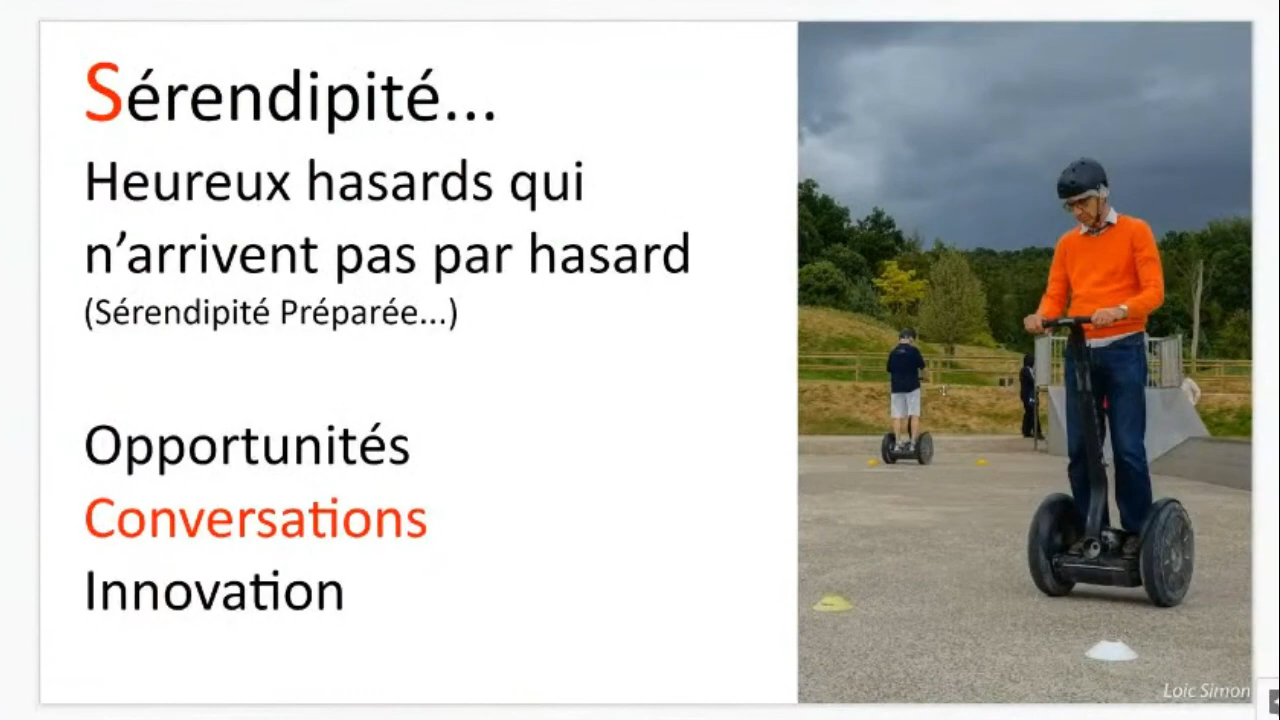 Sérendipité...
Heureux hasards qui
n’arrivent pas par hasard
(Sérendipité Préparée...)
Opportunités
Conversations
Innovation
Loic Simon